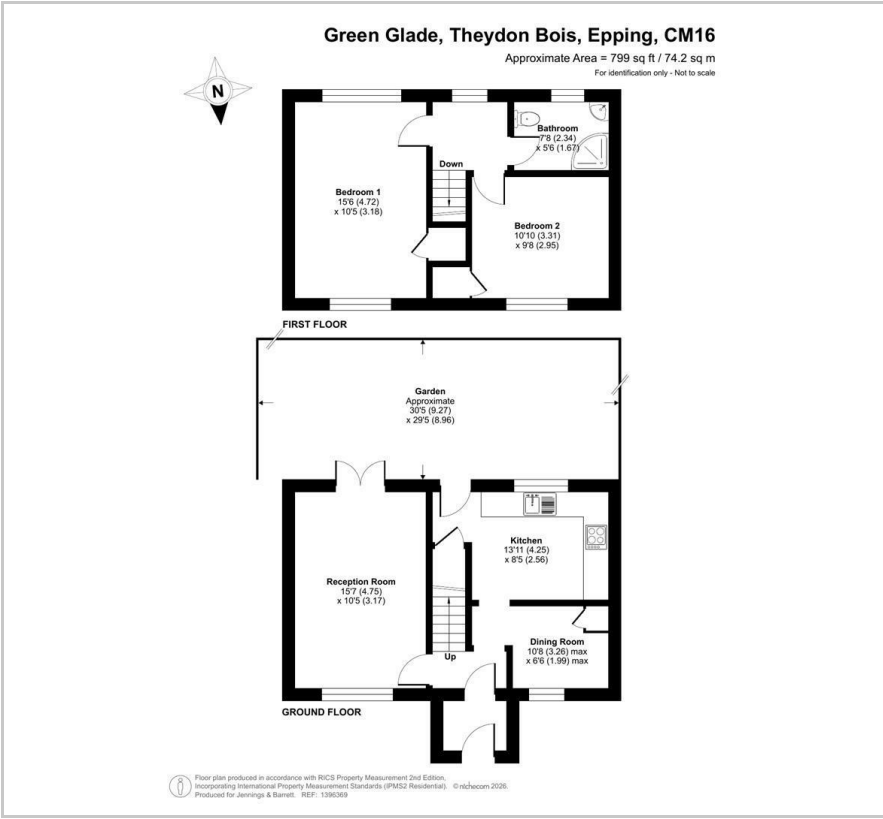 Green Glade, Theydon Bois, Epping, CM16
Approximate Area = 799 sq ft / 74.2 sq m
For identification only - Not to scale
N
Bathroom
7'8 (2.34)
x 5'6 (1.67)
Down
Bedroom 1
15'6 (4.72)
x 10'5 (3.18)
Bedroom 2
10'10 (3.31)
x 9'8 (2.95)
FIRST FLOOR
Garden
Approximate
30'5 (9.27)
x 29'5 (8.96)
Kitchen
13'11 (4.25)
x 8'5 (2.56)
Reception Room
15'7 (4.75)
x 10'5 (3.17)
Dining Room
10'8 (3.26) max
x 6'6 (1.99) max
Up
GROUND FLOOR
Floor plan produced in accordance with RICS Property Measurement 2nd Edition,
Incorporating International Property Measurement Standards (IPMS2 Residential). © nichecom 2026.
Produced for Jennings & Barrett. REF: 1396369